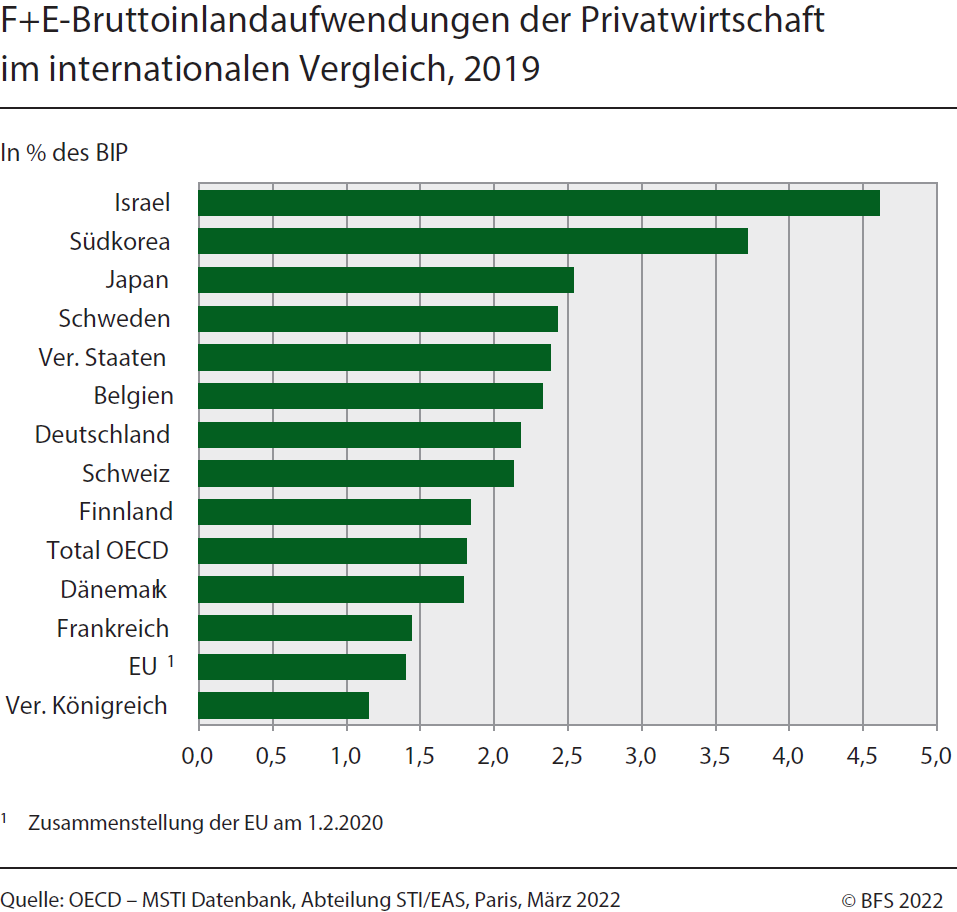 F+E-Bruttoinlandaufwendungen der Privatwirtschaft
im internationalen Vergleich, 2019
In % des BIP
Israel
Südkorea
Japan
Schweden
Ver. Staaten
Belgien
Deutschland
Schweiz
Finnland
Total OECD
Dänemark
Frankreich
EU ¹
Ver. Königreich
0,0 0,5 1,0 1,5 2,0 2,5 3,0 3,5 4,0 4,5 5,0
¹ Zusammenstellung der EU am 1.2.2020
Quelle: OECD – MSTI Datenbank, Abteilung STI/EAS, Paris, März 2022 © BFS 2022